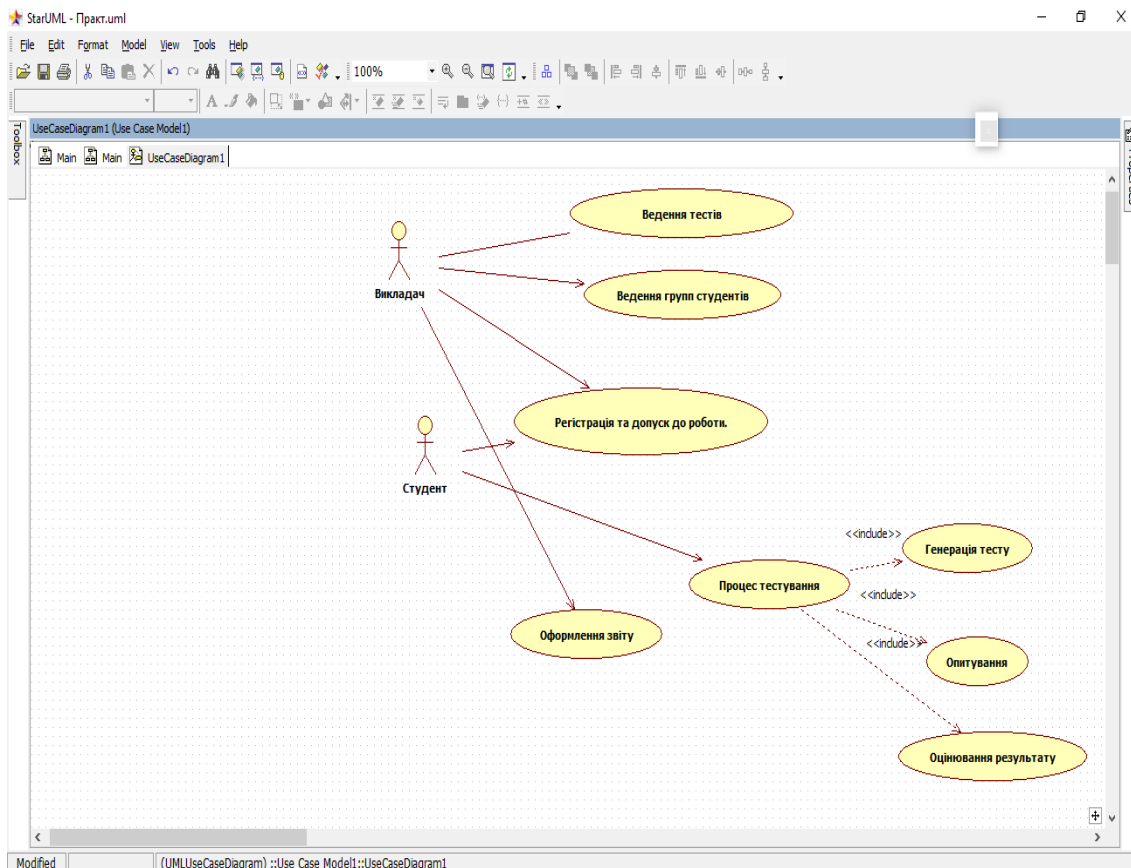 StarUML - Практ.uml
File Edit Format Model View Tools Help
100%
Toolbox
UseCaseDiagram1 (Use Case Model1)
Main Main UseCaseDiagram1
Ведення тестів
Викладач
Ведення групп студентів
Регістрація та допуск до роботи.
Студент
<<include>>
Генерація тесту
Процес тестування
<<include>>
Оформлення звіту
<<include>>
Опитування
Оцінювання результату
Modified
(UMLUseCaseDiagram) ::Use Case Model1::UseCaseDiagram1